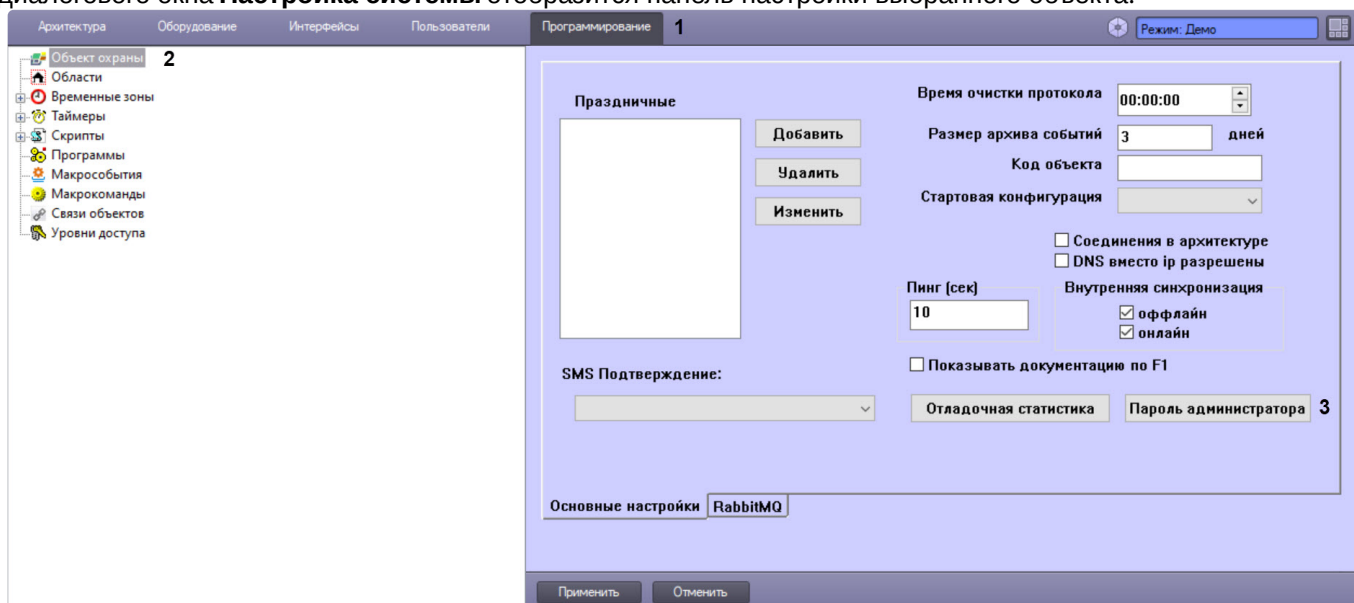 диалогового окна Настройка системы отобразится панель настройки выбранного объекта.
Архитектура Оборудование Интерфейсы Пользователи Программирование 1 Режим: Демо
Объект охраны 2
Области
Временные зоны
Таймеры
Скрипты
Программы
Макрособытия
Макрокоманды
Связи объектов
Уровни доступа
Праздничные
Добавить
Удалить
Изменить
Время очистки протокола 00:00:00
Размер архива событий 3 дней
Код объекта
Стартовая конфигурация
Соединения в архитектуре
DNS вместо ip разрешены
Пинг (сек) Внутренняя синхронизация
10 оффлайн
онлайн
Показывать документацию по F1
SMS Подтверждение:
Отладочная статистика Пароль администратора 3
Основные настройки RabbitMQ
Применить Отменить